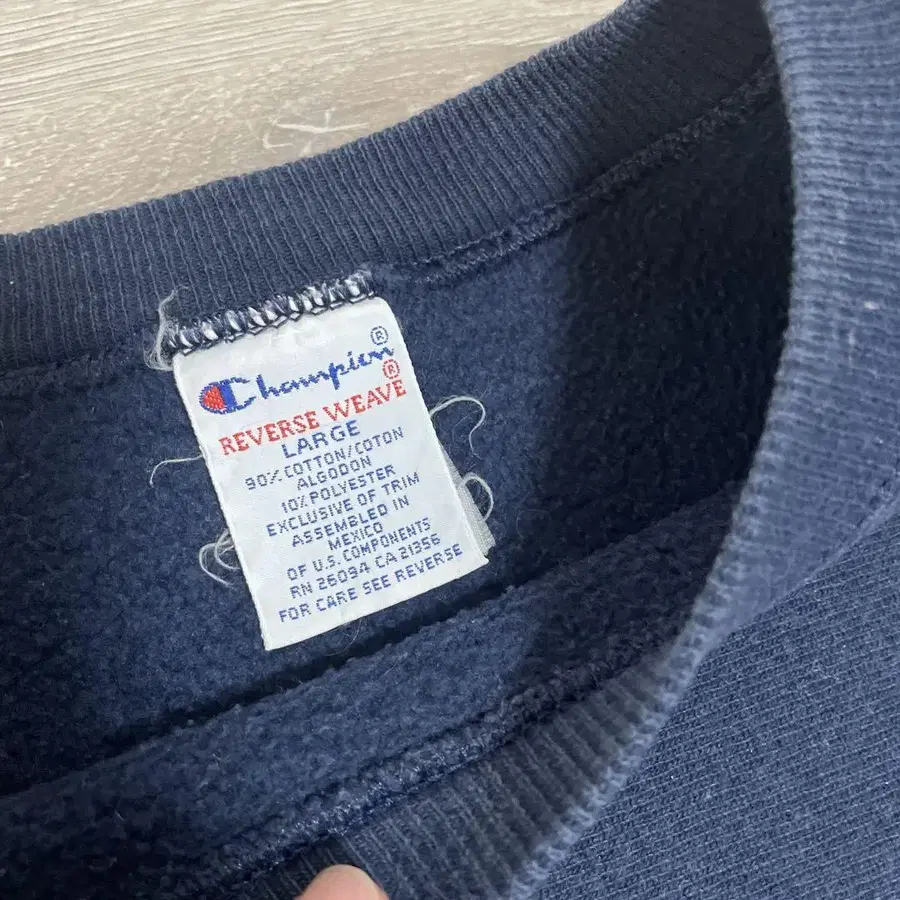 Champion®
REVERSE WEAVE®
LARGE
90% COTTON/COTON
ALGODON
10% POLYESTER
EXCLUSIVE OF TRIM
ASSEMBLED IN
MEXICO
OF U.S. COMPONENTS
RN 26094 CA 21356
FOR CARE SEE REVERSE